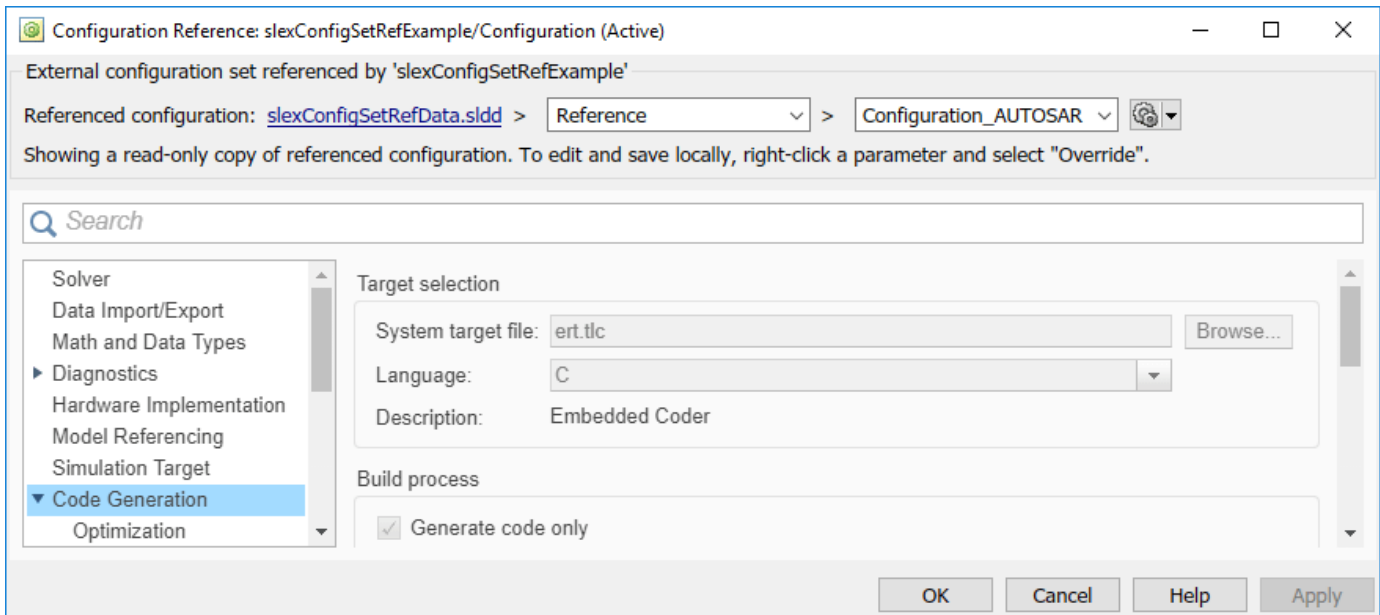 Configuration Reference: slexConfigSetRefExample/Configuration (Active)
External configuration set referenced by 'slexConfigSetRefExample'
Referenced configuration: slexConfigSetRefData.sldd > Reference > Configuration_AUTOSAR
Showing a read-only copy of referenced configuration. To edit and save locally, right-click a parameter and select "Override".
Search
Solver
Data Import/Export
Math and Data Types
Diagnostics
Hardware Implementation
Model Referencing
Simulation Target
Code Generation
Optimization
Target selection
System target file: ert.tlc Browse...
Language: C
Description: Embedded Coder
Build process
Generate code only
OK Cancel Help Apply